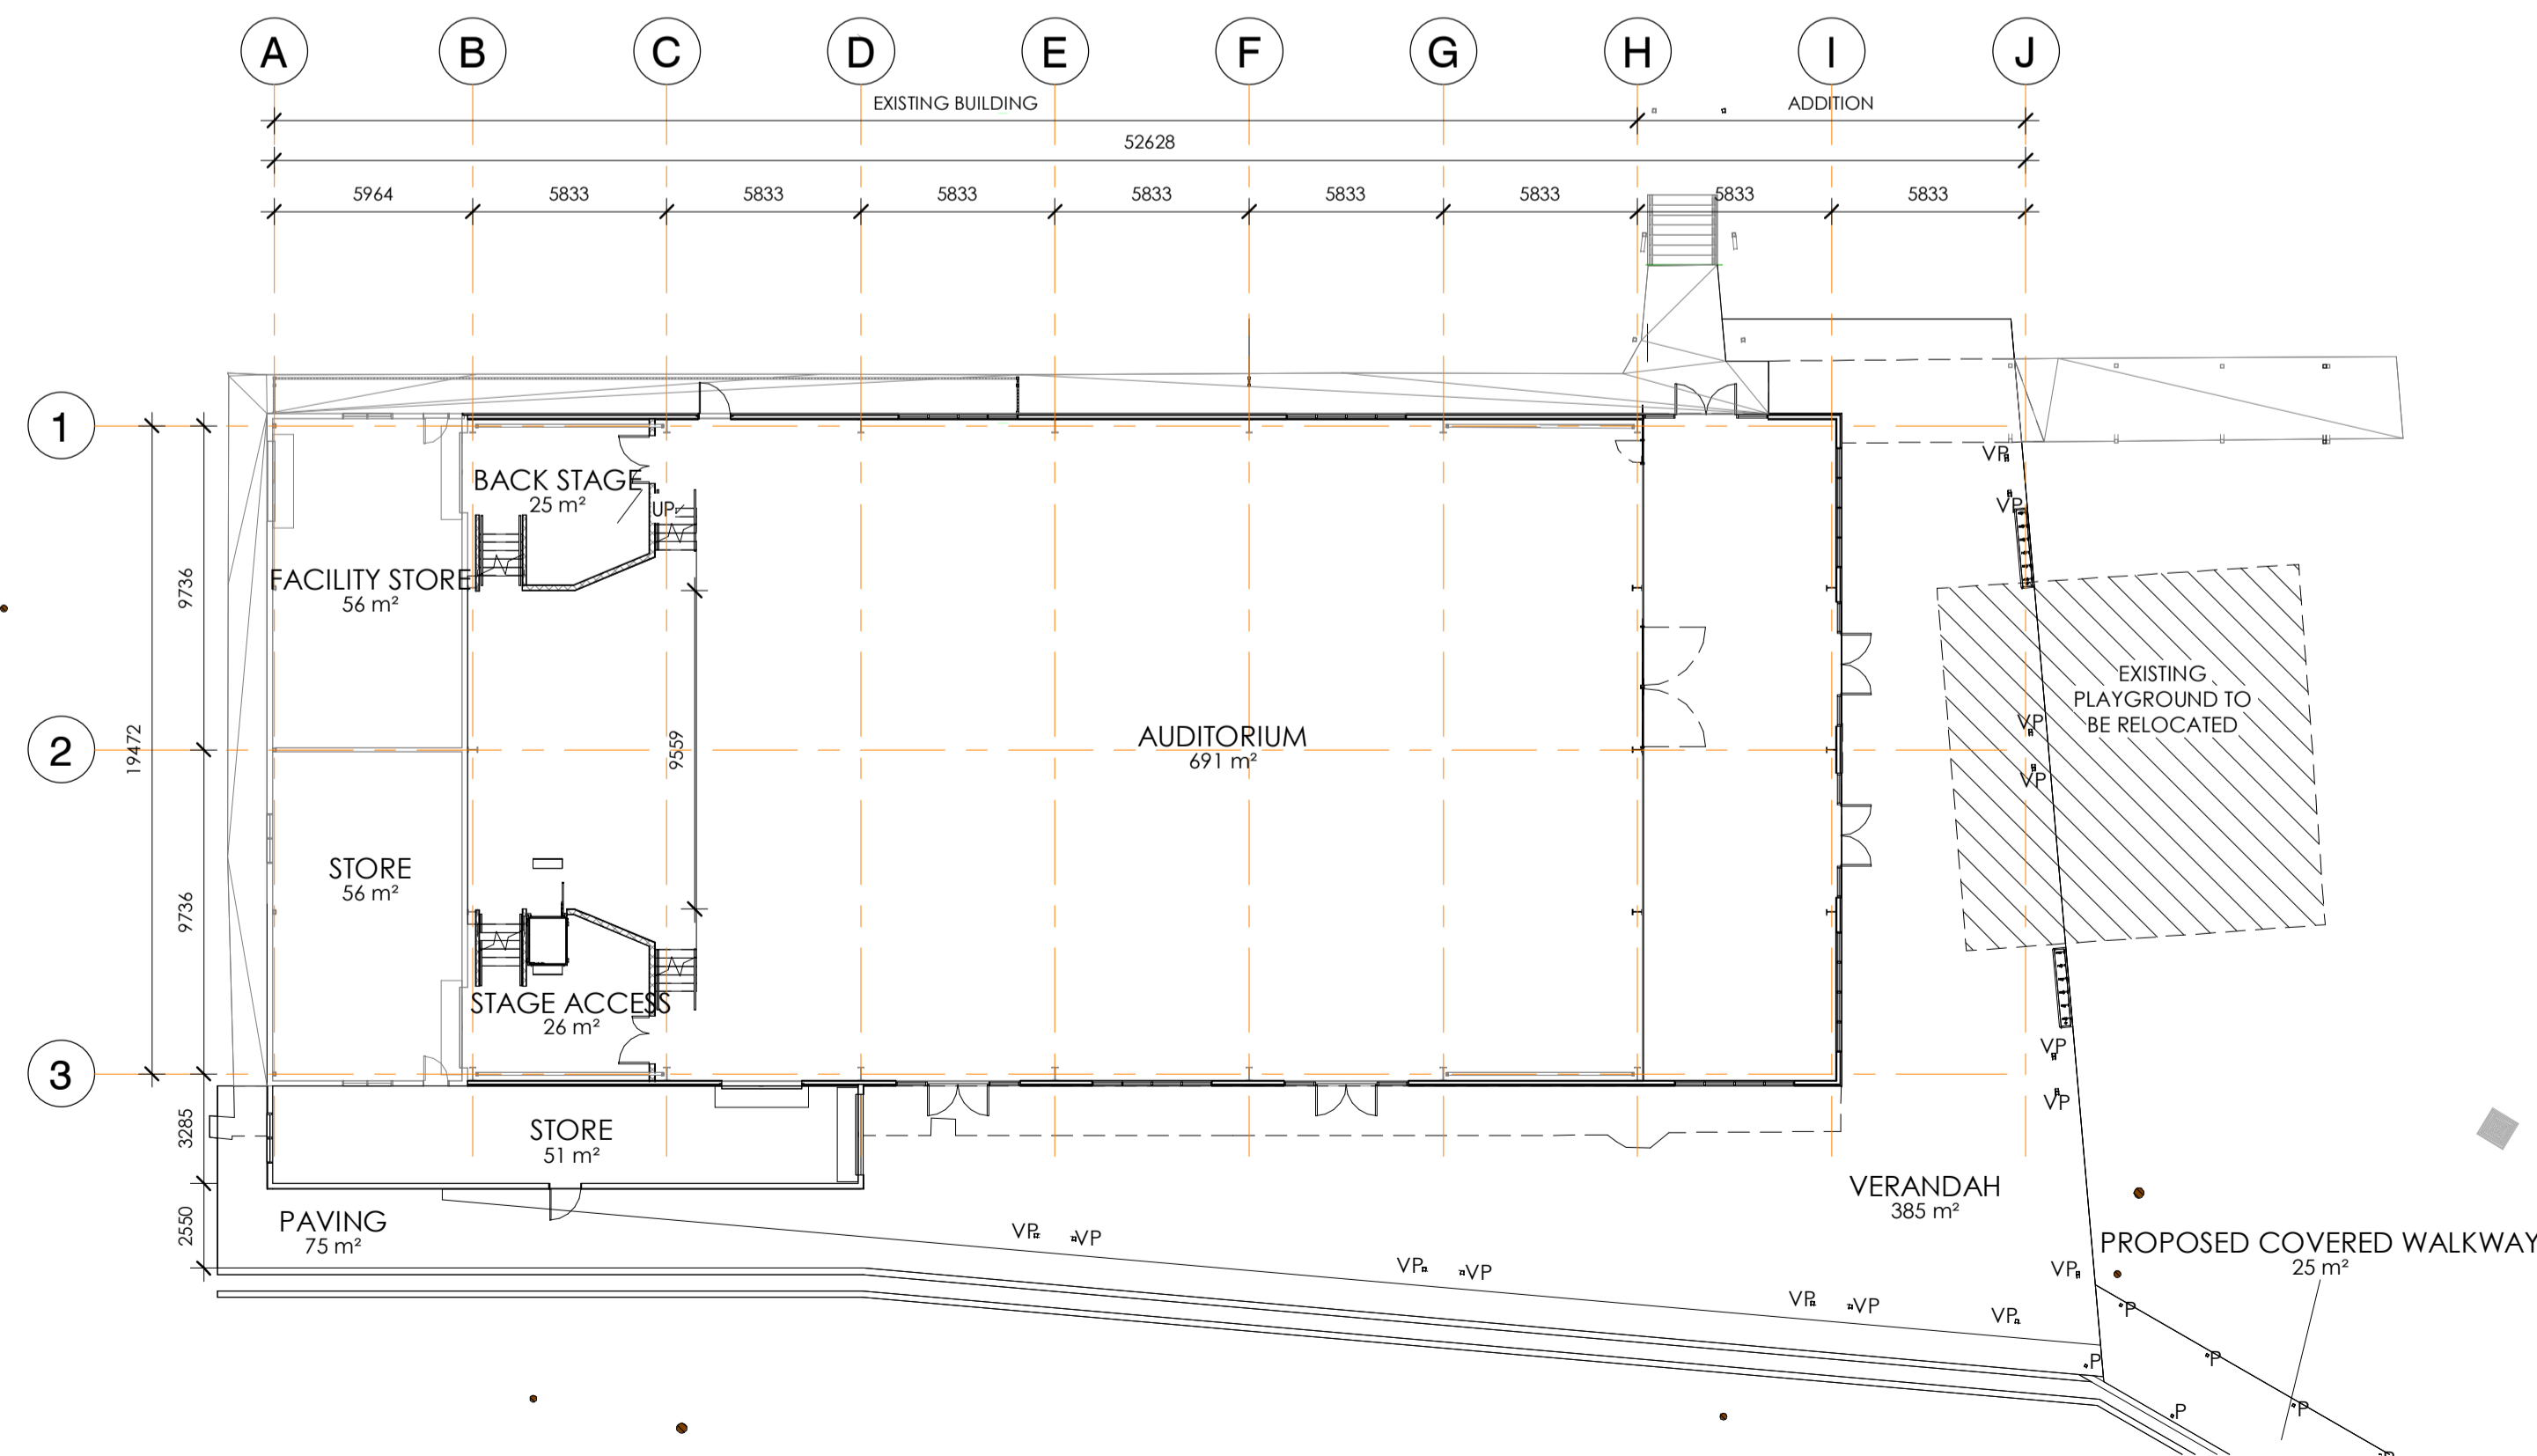 A B C D E F G H I J
EXISTING BUILDING
ADDITION
52628
5964 5833 5833 5833 5833 5833 5833 5833 5833
1
2
3
19472
9736
9736
3285
2550
BACK STAGE
25 m²
UP
FACILITY STORE
56 m²
STORE
56 m²
9559
AUDITORIUM
691 m²
STAGE ACCESS
26 m²
STORE
51 m²
PAVING
75 m²
VP
VP
EXISTING
PLAYGROUND TO
BE RELOCATED
VP
VP
VP
VP
VERANDAH
385 m²
PROPOSED COVERED WALKWAY
25 m²
VP VP
VP VP
VP VP
VP
VP
P
P
P
P
P